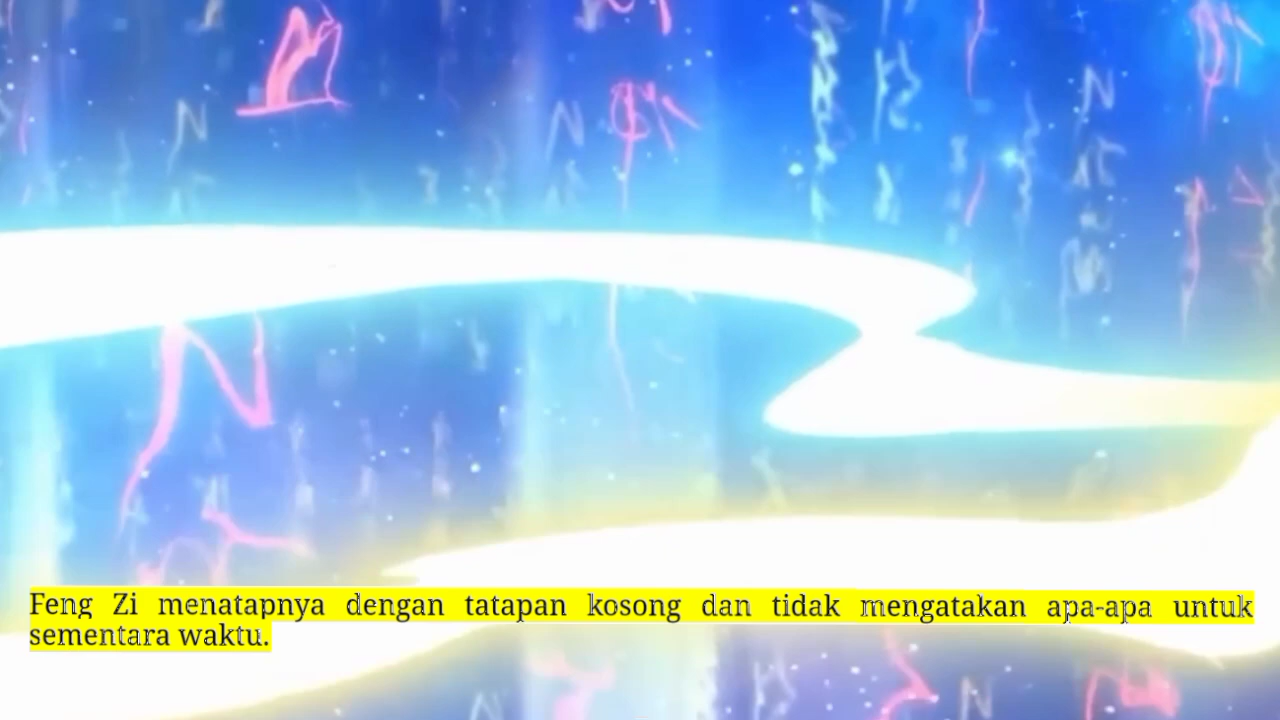 Feng Zi menatapnya dengan tatapan kosong dan tidak mengatakan apa-apa untuk
sementara waktu.